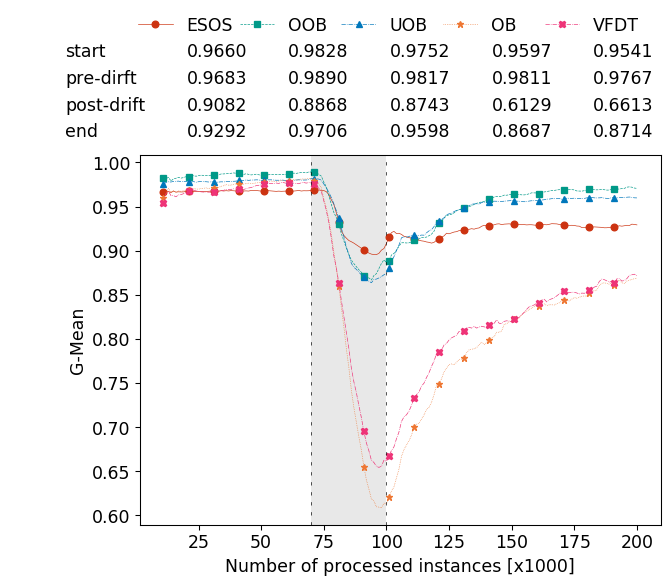 ESOS OOB UOB OB VFDT
start 0.9660 0.9828 0.9752 0.9597 0.9541
pre-dirft 0.9683 0.9890 0.9817 0.9811 0.9767
post-drift 0.9082 0.8868 0.8743 0.6129 0.6613
end 0.9292 0.9706 0.9598 0.8687 0.8714
1.00
0.95
0.90
0.85
0.80
0.75
0.70
0.65
0.60
G-Mean
25 50 75 100 125 150 175 200
Number of processed instances [x1000]